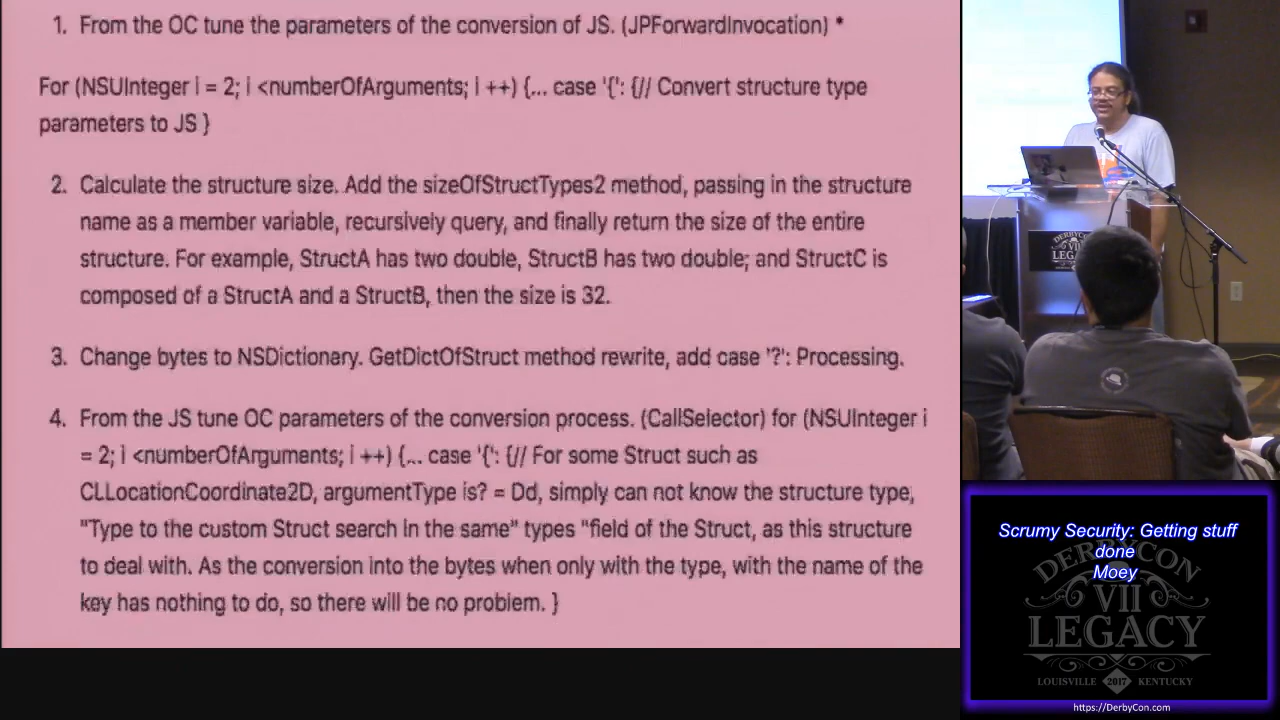 1. From the OC tune the parameters of the conversion of JS. (JPForwardInvocation) *
For (NSUInteger i = 2; i <numberOfArguments; i ++) {... case '{': {// Convert structure type
parameters to JS }
2. Calculate the structure size. Add the sizeOfStructTypes2 method, passing in the structure
name as a member variable, recursively query, and finally return the size of the entire
structure. For example, StructA has two double, StructB has two double; and StructC is
composed of a StructA and a StructB, then the size is 32.
3. Change bytes to NSDictionary. GetDictOfStruct method rewrite, add case '?': Processing.
4. From the JS tune OC parameters of the conversion process. (CallSelector) for (NSUInteger i
= 2; i <numberOfArguments; i ++) {... case '{': {// For some Struct such as
CLLocationCoordinate2D, argumentType is? = Dd, simply can not know the structure type,
"Type to the custom Struct search in the same" types "field of the Struct, as this structure
to deal with. As the conversion into the bytes when only with the type, with the name of the
key has nothing to do, so there will be no problem. }
DERBYCON
VII
LEGACY
Scrumy Security: Getting stuff
done
Moey
DERBYCON
VII
LEGACY
LOUISVILLE 2017 KENTUCKY
https://DerbyCon.com